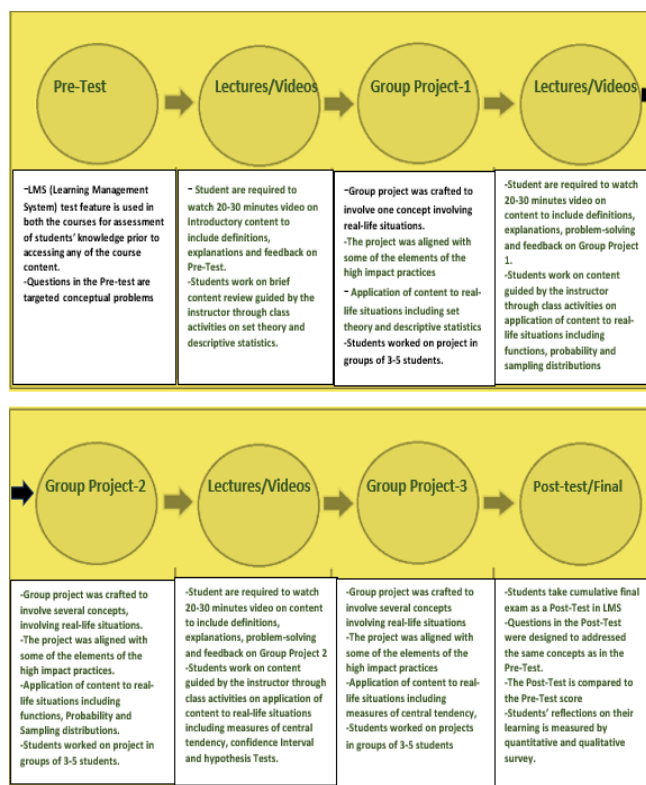 Pre-Test
Lectures/Videos
Group Project-1
Lectures/Videos
-LMS (Learning Management
System) test feature is used in
both the courses for assessment
of students' knowledge prior to
accessing any of the course
content.
-Questions in the Pre-test are
targeted conceptual problems
- Student are required to
watch 20-30 minutes video on
Introductory content to
include definitions,
explanations and feedback on
Pre-Test.
-Students work on brief
content review guided by the
instructor through class
activities on set theory and
descriptive statistics.
-Group project was crafted to
involve one concept involving
real-life situations.
-The project was aligned with
some of the elements of the
high impact practices
- Application of content to real-
life situations including set
theory and descriptive statistics
-Students worked on project in
groups of 3-5 students.
-Student are required to watch
20-30 minutes video on
content to include definitions,
explanations, problem-solving
and feedback on Group Project
1.
-Students work on content
guided by the instructor
through class activities on
application of content to real-
life situations including
functions, probability and
sampling distributions
Group Project-2
Lectures/Videos
Group Project-3
Post-test/Final
-Group project was crafted to
involve several concepts,
involving real-life situations.
-The project was aligned with
some of the elements of the
high impact practices.
-Application of content to real-
life situations including
functions, Probability and
Sampling distributions.
-Students worked on project in
groups of 3-5 students.
-Student are required to watch
20-30 minutes video on content
to include definitions,
explanations, problem-solving
and feedback on Group Project 2
-Students work on content
guided by the instructor through
class activities on application of
content to real-life situations
including measures of central
tendency, confidence Interval
and hypothesis Tests.
-Group project was crafted to
involve several concepts
involving real-life situations
-The project was aligned with
some of the elements of the
high impact practices
-Application of content to real-
life situations including
measures of central tendency,
-Students worked on projects
in groups of 3-5 students
-Students take cumulative final
exam as a Post-Test in LMS
-Questions in the Post-Test
were designed to addressed
the same concepts as in the
Pre-Test.
-The Post-Test is compared to
the Pre-Test score
-Students' reflections on their
learning is measured by
quantitative and qualitative
survey.